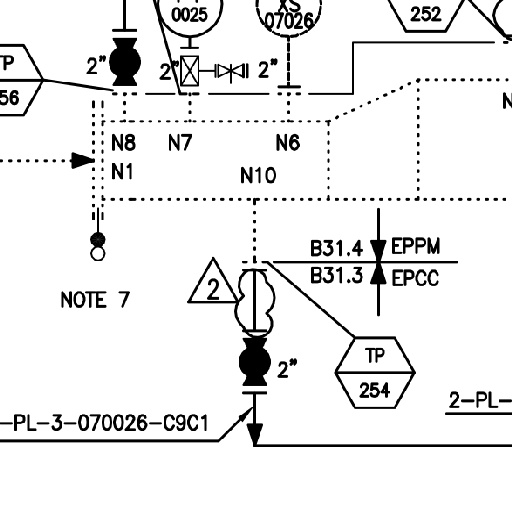 0025
XS
07026
252
TP
56
2"
2"
2"
N8
N7
N6
N1
N10
B31.4
EPPM
B31.3
EPCC
NOTE 7
2
TP
254
2"
2-PL-
-PL-3-070026-C9C1